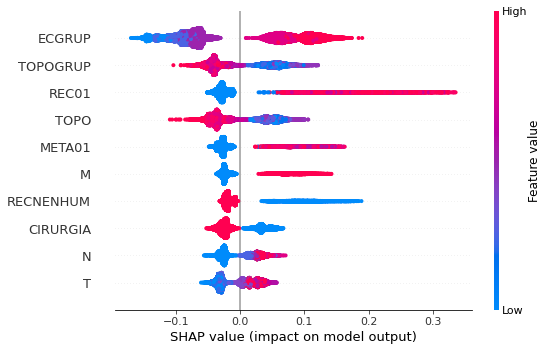 High
ECGRUP
TOPOGRUP
REC01
TOPO
META01
M
RECNENHUM
CIRURGIA
N
T
Feature value
Low
−0.1 0.0 0.1 0.2 0.3
SHAP value (impact on model output)